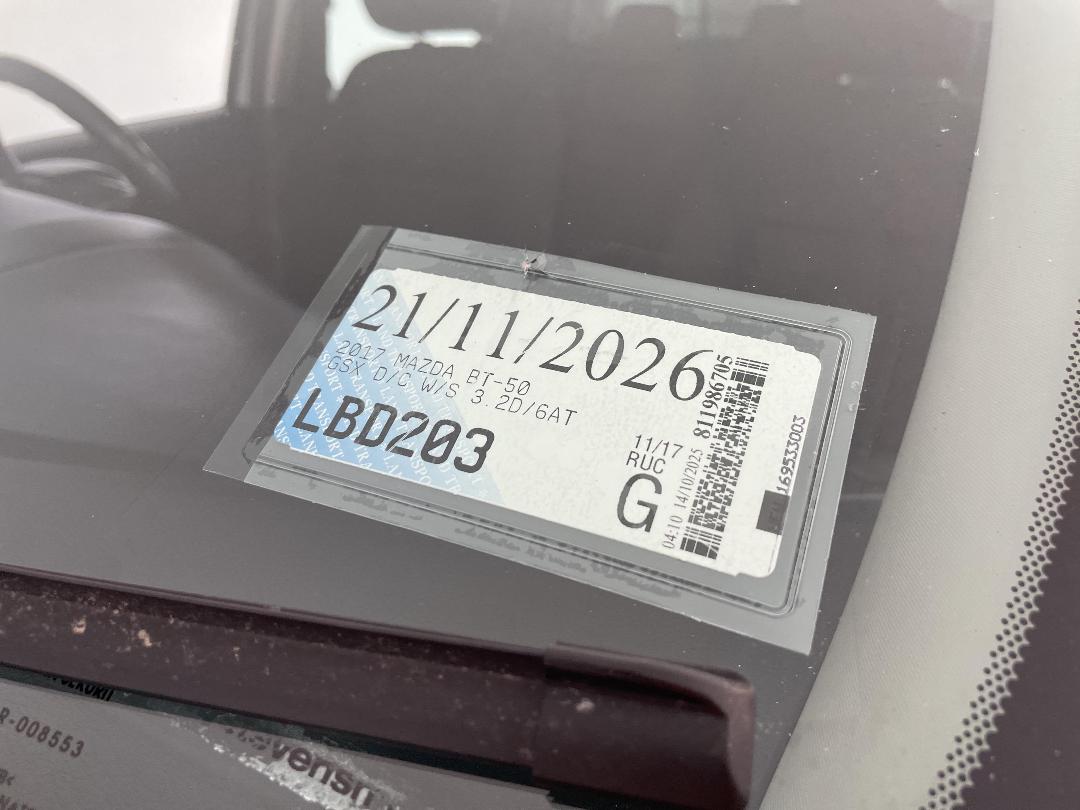 21/11/2026
2017 MAZDA BT-50
GSX D/C W/S 3.2D/6AT
LBD203
11/17
RUC
G
04:10 14/10/2025
811986705
169533003
R-008553